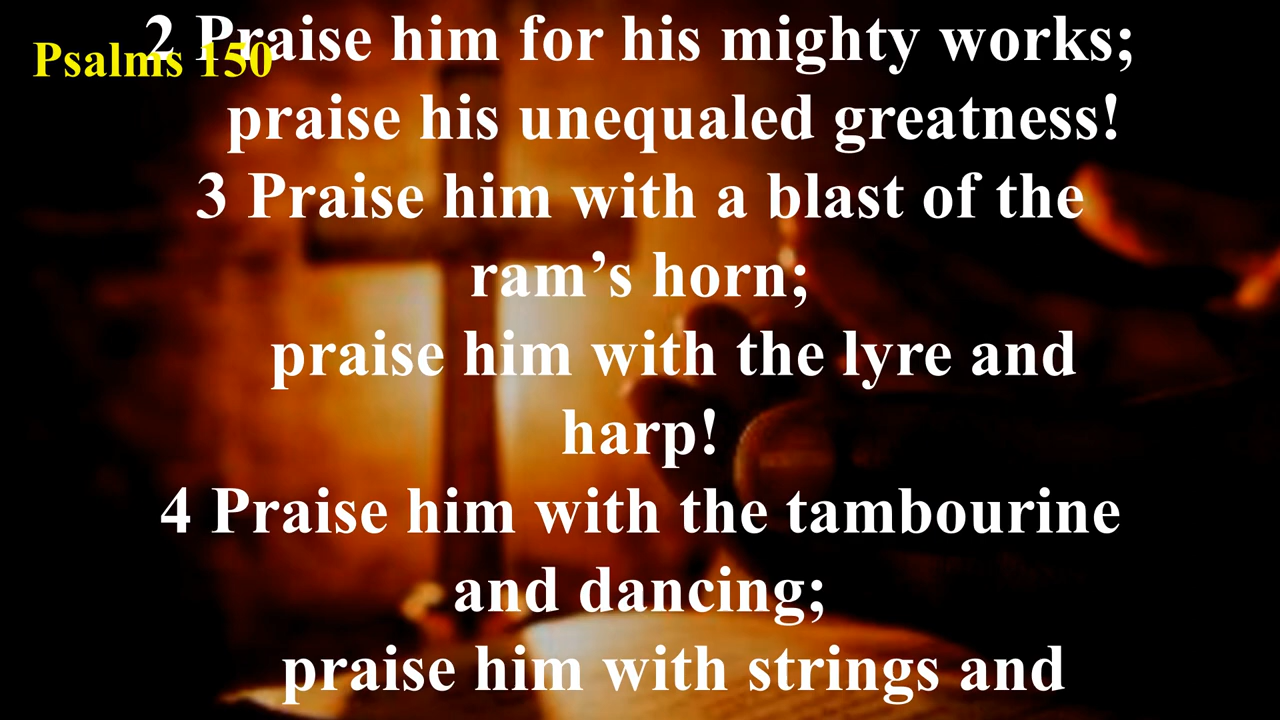 Psalms 150
2 Praise him for his mighty works;
praise his unequaled greatness!
3 Praise him with a blast of the
ram’s horn;
praise him with the lyre and
harp!
4 Praise him with the tambourine
and dancing;
praise him with strings and